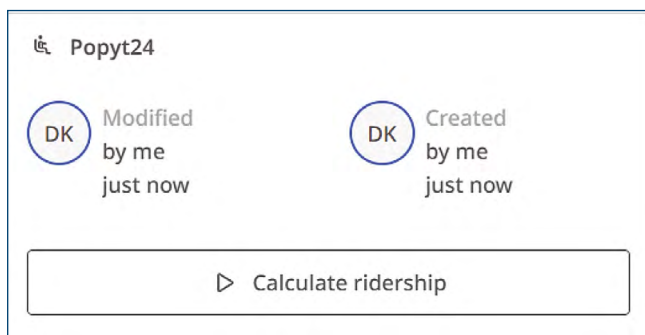 Popyt24
DK Modified
by me
just now
DK Created
by me
just now
Calculate ridership